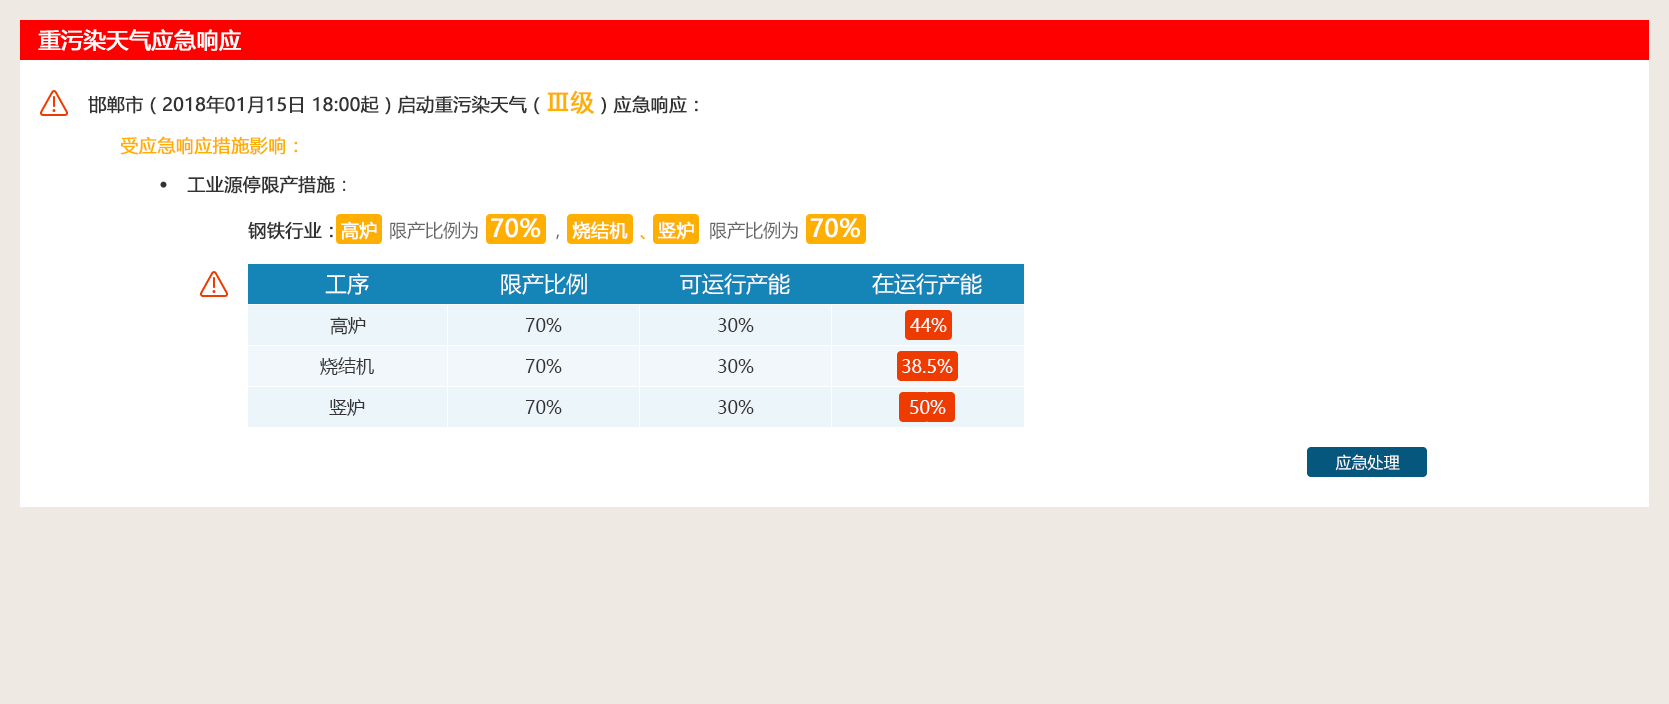 重污染天气应急响应
邯郸市（2018年01月15日 18:00起）启动重污染天气（Ⅲ级）应急响应：
受应急响应措施影响：
• 工业源停限产措施：
钢铁行业：高炉 限产比例为 70%，烧结机、竖炉 限产比例为 70%
工序 限产比例 可运行产能 在运行产能
高炉 70% 30% 44%
烧结机 70% 30% 38.5%
竖炉 70% 30% 50%
应急处理